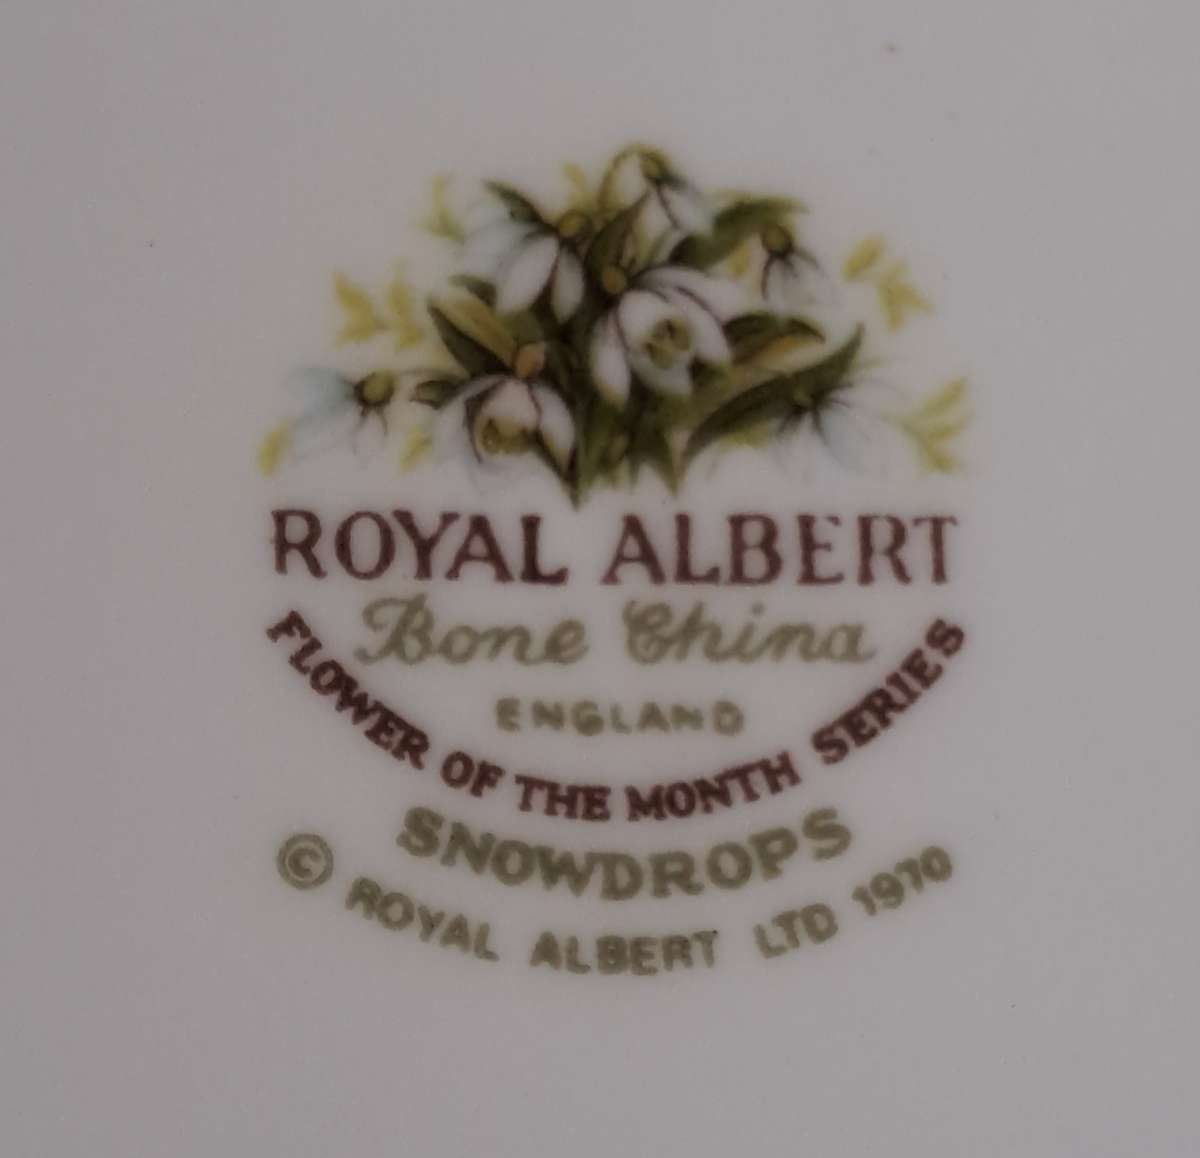 ROYAL ALBERT
Bone China
ENGLAND
FLOWER OF THE MONTH SERIES
SNOWDROPS
© ROYAL ALBERT LTD 1970